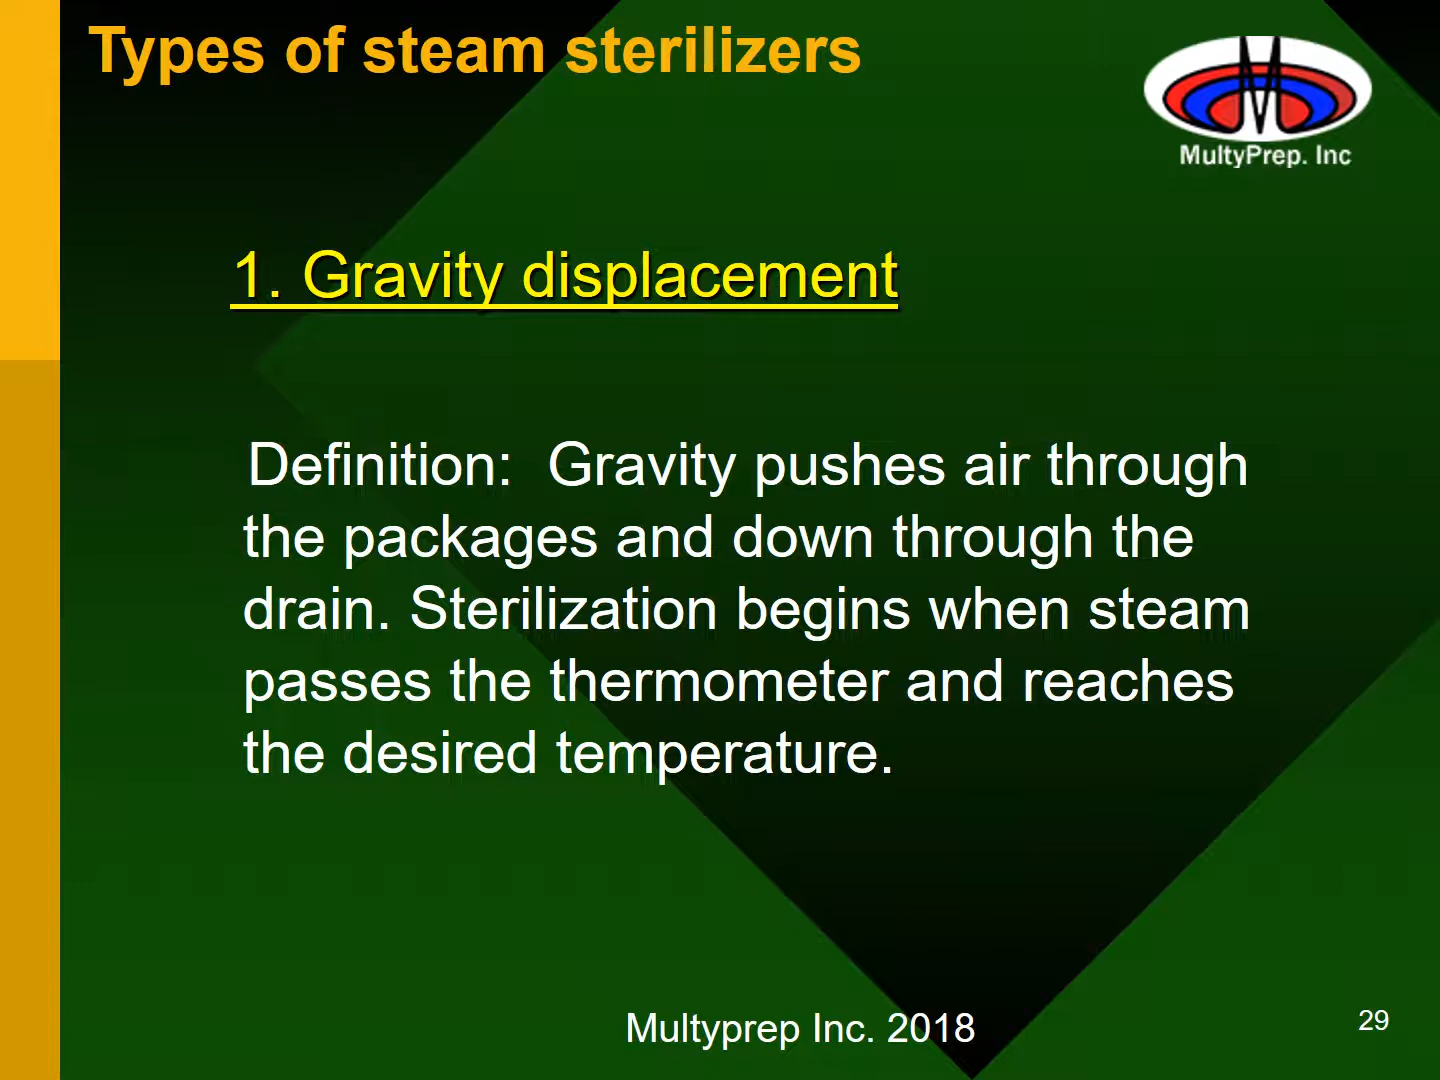 Types of steam sterilizers
MultyPrep. Inc
1. Gravity displacement
Definition:  Gravity pushes air through
the packages and down through the
drain. Sterilization begins when steam
passes the thermometer and reaches
the desired temperature.
Multyprep Inc. 2018
29